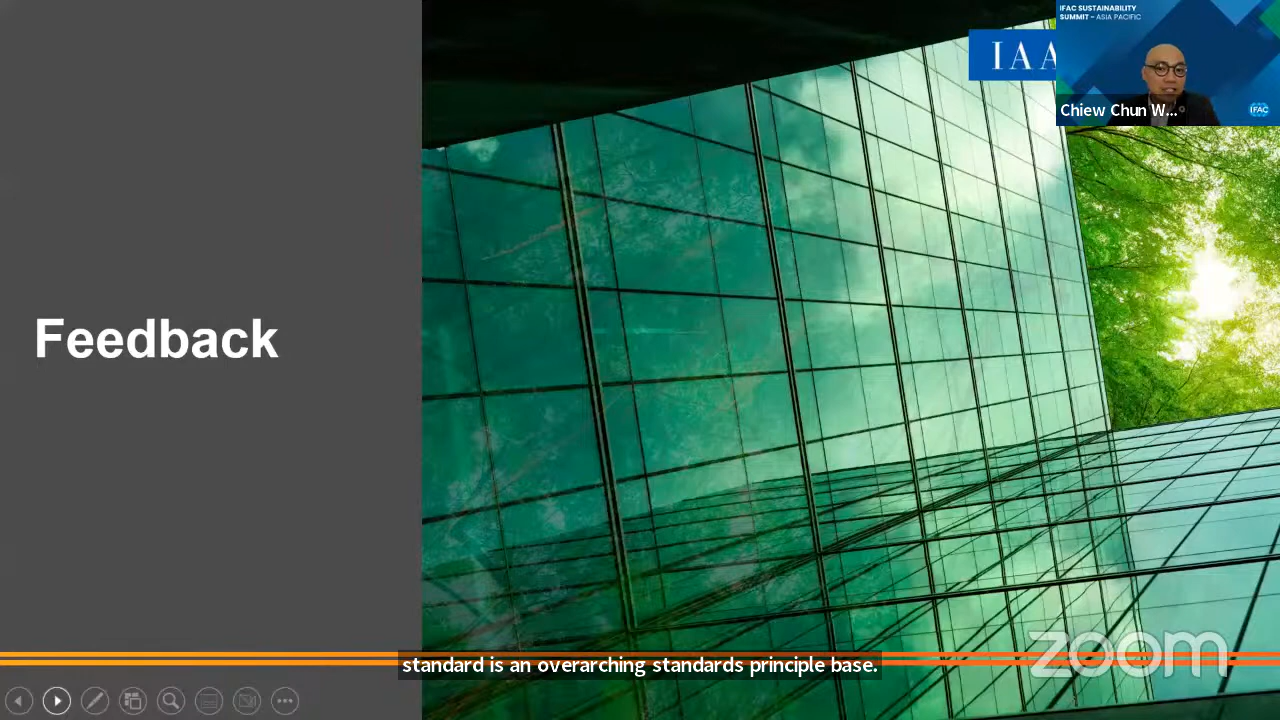 IFAC SUSTAINABILITY
SUMMIT – ASIA PACIFIC
IAA
Chiew Chun W...
IFAC
Feedback
standard is an overarching standards principle base.
zoom